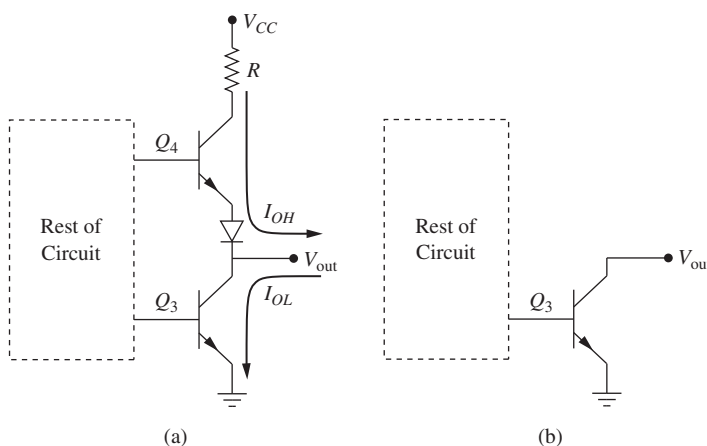 V_CC
R
Q_4
Rest of
Circuit
I_OH
V_out
Q_3
I_OL
(a)
Rest of
Circuit
V_ou
Q_3
(b)